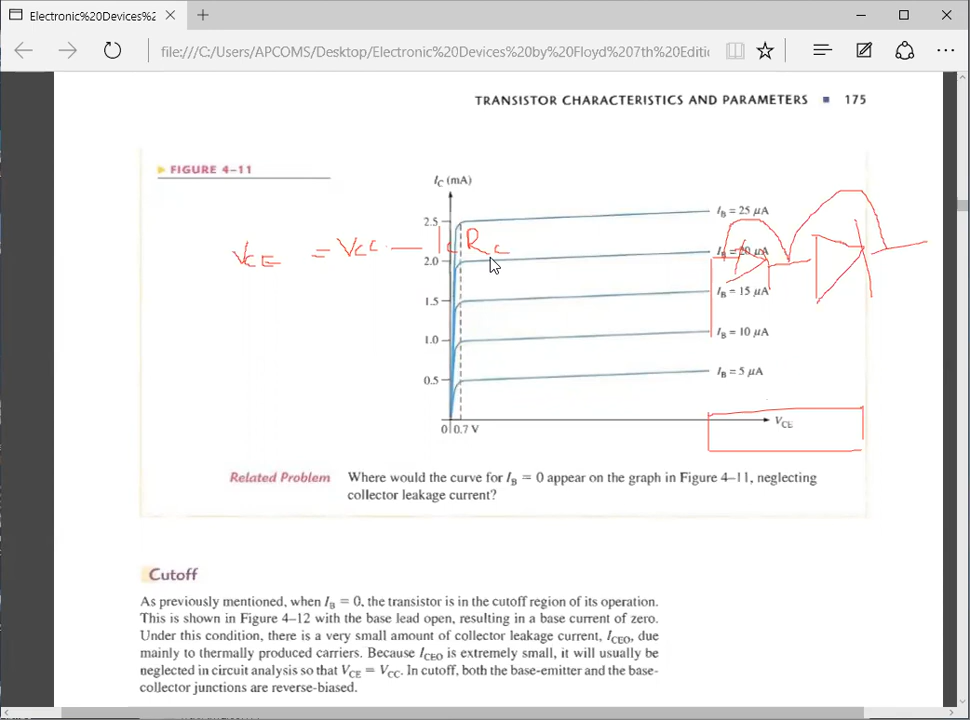 Electronic%20Devices%2
file:///C:/Users/APCOMS/Desktop/Electronic%20Devices%20by%20Floyd%207th%20Editi
TRANSISTOR CHARACTERISTICS AND PARAMETERS ■ 175
FIGURE 4–11
IC (mA)
IB = 25 μA
2.5
VCE = VCC — ICRC
IB = 20 μA
2.0
IB = 15 μA
1.5
IB = 10 μA
1.0
IB = 5 μA
0.5
VCE
0 0.7 V
Related Problem Where would the curve for IB = 0 appear on the graph in Figure 4–11, neglecting
collector leakage current?
Cutoff
As previously mentioned, when IB = 0, the transistor is in the cutoff region of its operation.
This is shown in Figure 4–12 with the base lead open, resulting in a base current of zero.
Under this condition, there is a very small amount of collector leakage current, ICEO, due
mainly to thermally produced carriers. Because ICEO is extremely small, it will usually be
neglected in circuit analysis so that VCE = VCC. In cutoff, both the base-emitter and the base-
collector junctions are reverse-biased.